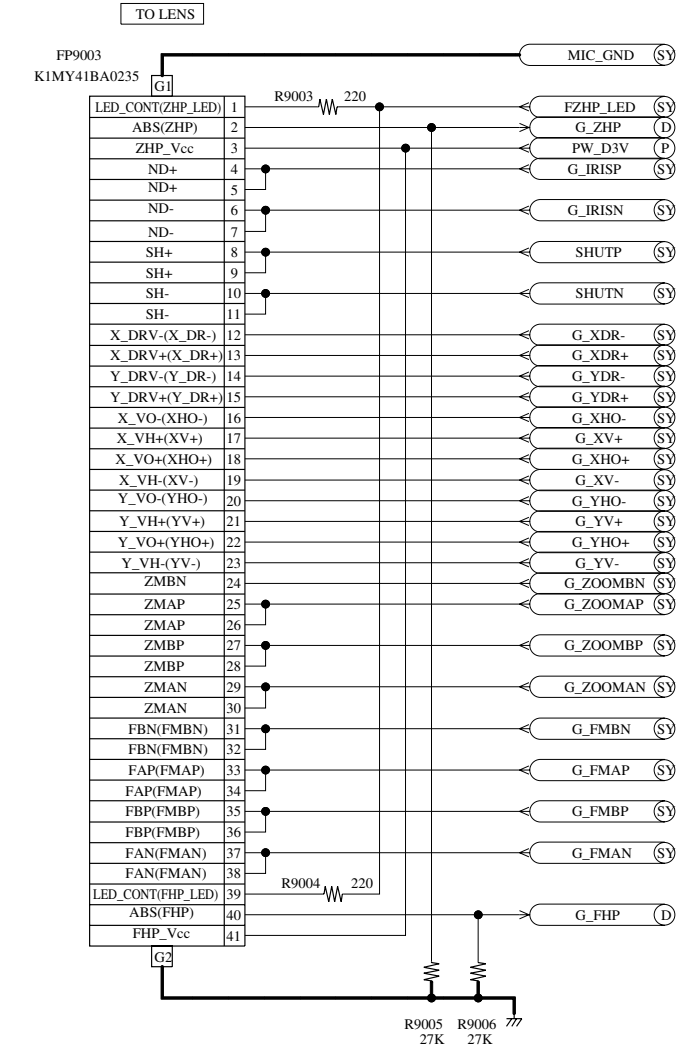 TO LENS
FP9003
K1MY41BA0235
G1
MIC_GND SY
LED_CONT(ZHP_LED) 1 R9003 220 FZHP_LED SY
ABS(ZHP) 2 G_ZHP D
ZHP_Vcc 3 PW_D3V P
ND+ 4 G_IRISP SY
ND+ 5
ND- 6 G_IRISN SY
ND- 7
SH+ 8 SHUTP SY
SH+ 9
SH- 10 SHUTN SY
SH- 11
X_DRV-(X_DR-) 12 G_XDR- SY
X_DRV+(X_DR+) 13 G_XDR+ SY
Y_DRV-(Y_DR-) 14 G_YDR- SY
Y_DRV+(Y_DR+) 15 G_YDR+ SY
X_VO-(XHO-) 16 G_XHO- SY
X_VH+(XV+) 17 G_XV+ SY
X_VO+(XHO+) 18 G_XHO+ SY
X_VH-(XV-) 19 G_XV- SY
Y_VO-(YHO-) 20 G_YHO- SY
Y_VH+(YV+) 21 G_YV+ SY
Y_VO+(YHO+) 22 G_YHO+ SY
Y_VH-(YV-) 23 G_YV- SY
ZMBN 24 G_ZOOMBN SY
ZMAP 25 G_ZOOMAP SY
ZMAP 26
ZMBP 27 G_ZOOMBP SY
ZMBP 28
ZMAN 29 G_ZOOMAN SY
ZMAN 30
FBN(FMBN) 31 G_FMBN SY
FBN(FMBN) 32
FAP(FMAP) 33 G_FMAP SY
FAP(FMAP) 34
FBP(FMBP) 35 G_FMBP SY
FBP(FMBP) 36
FAN(FMAN) 37 G_FMAN SY
FAN(FMAN) 38
LED_CONT(FHP_LED) 39 R9004 220
ABS(FHP) 40 G_FHP D
FHP_Vcc 41
G2
R9005 R9006
27K 27K